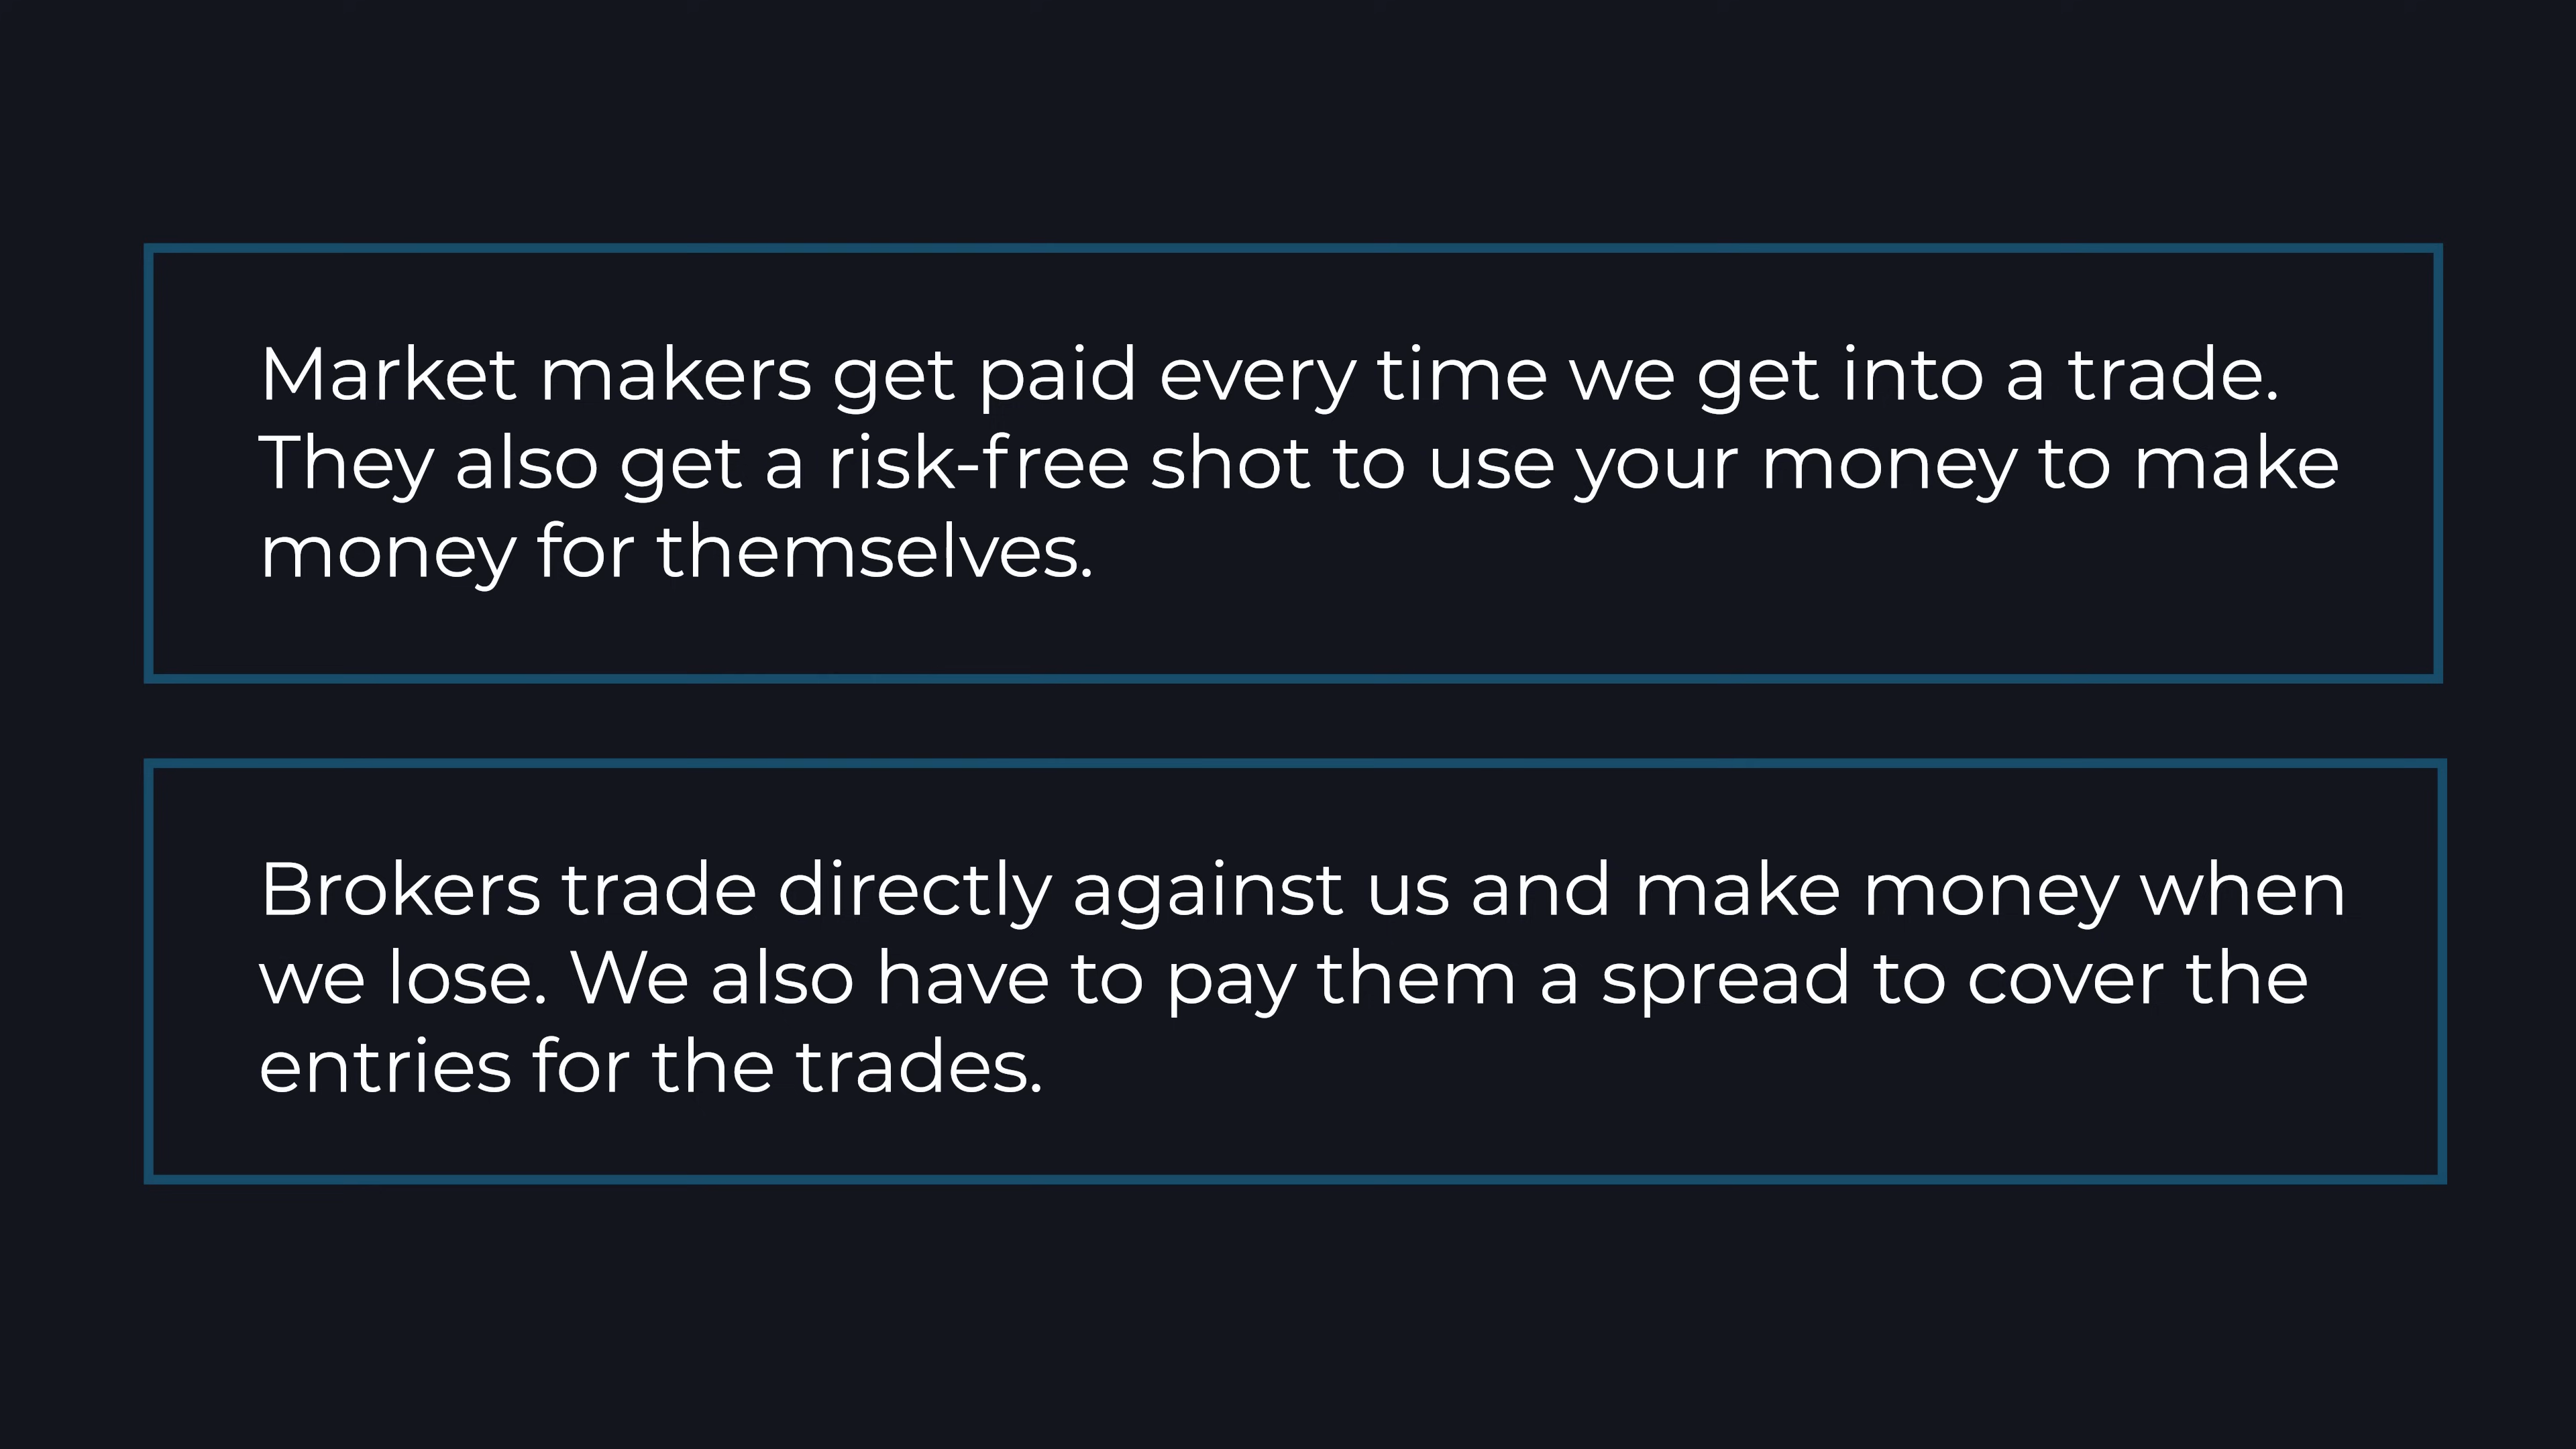 Market makers get paid every time we get into a trade.
They also get a risk-free shot to use your money to make
money for themselves.
Brokers trade directly against us and make money when
we lose. We also have to pay them a spread to cover the
entries for the trades.